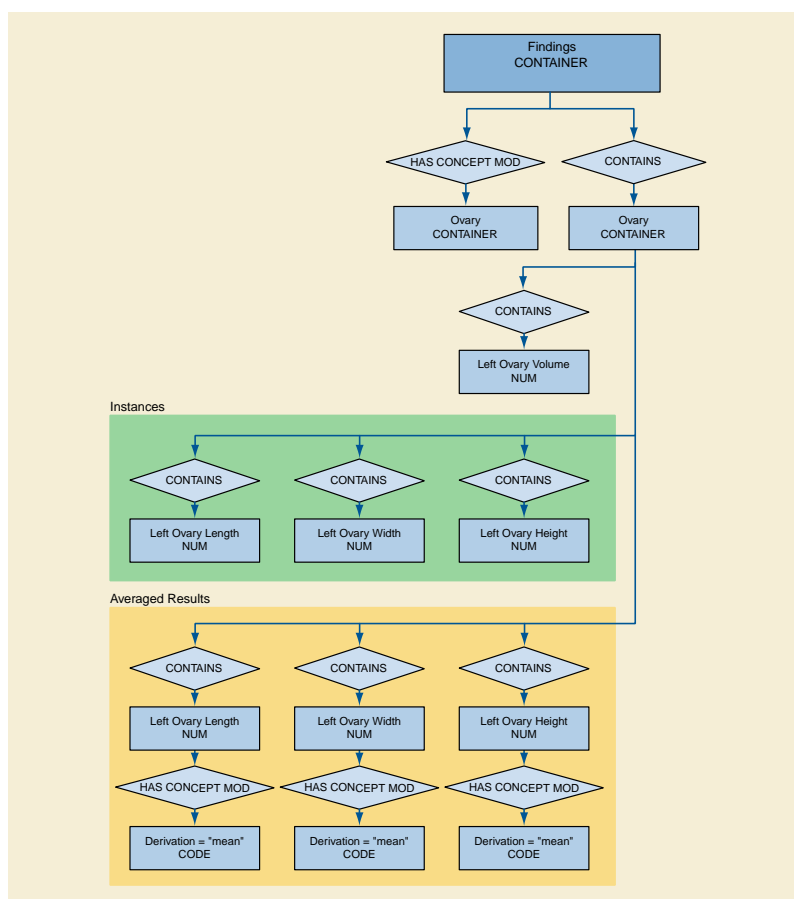 Findings
CONTAINER
HAS CONCEPT MOD
CONTAINS
Ovary
CONTAINER
Ovary
CONTAINER
CONTAINS
Left Ovary Volume
NUM
Instances
CONTAINS
CONTAINS
CONTAINS
Left Ovary Length
NUM
Left Ovary Width
NUM
Left Ovary Height
NUM
Averaged Results
CONTAINS
CONTAINS
CONTAINS
Left Ovary Length
NUM
Left Ovary Width
NUM
Left Ovary Height
NUM
HAS CONCEPT MOD
HAS CONCEPT MOD
HAS CONCEPT MOD
Derivation = "mean"
CODE
Derivation = "mean"
CODE
Derivation = "mean"
CODE